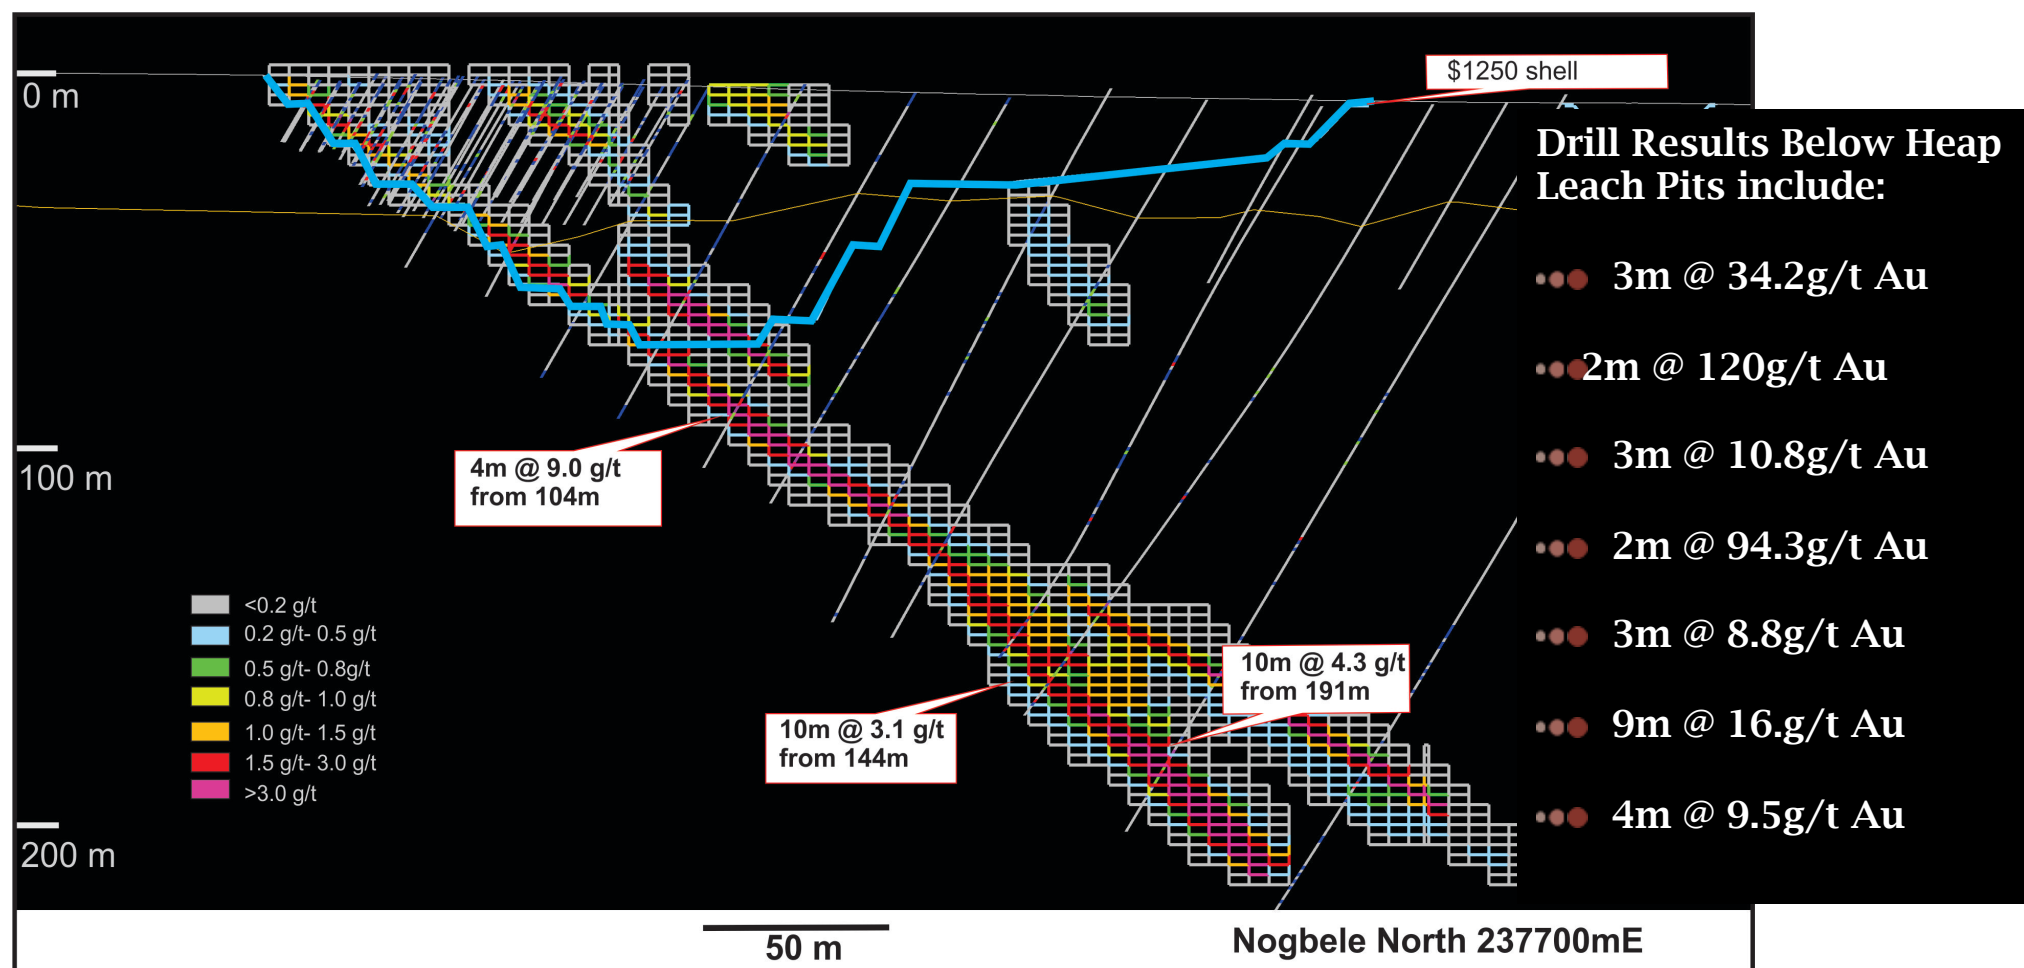 $1250 shell
0 m
Drill Results Below Heap
Leach Pits include:
3m @ 34.2g/t Au
2m @ 120g/t Au
3m @ 10.8g/t Au
2m @ 94.3g/t Au
3m @ 8.8g/t Au
9m @ 16.g/t Au
4m @ 9.5g/t Au
4m @ 9.0 g/t
from 104m
100 m
<0.2 g/t
0.2 g/t- 0.5 g/t
0.5 g/t- 0.8g/t
0.8 g/t- 1.0 g/t
1.0 g/t- 1.5 g/t
1.5 g/t- 3.0 g/t
>3.0 g/t
10m @ 4.3 g/t
from 191m
10m @ 3.1 g/t
from 144m
200 m
50 m
Nogbele North 237700mE